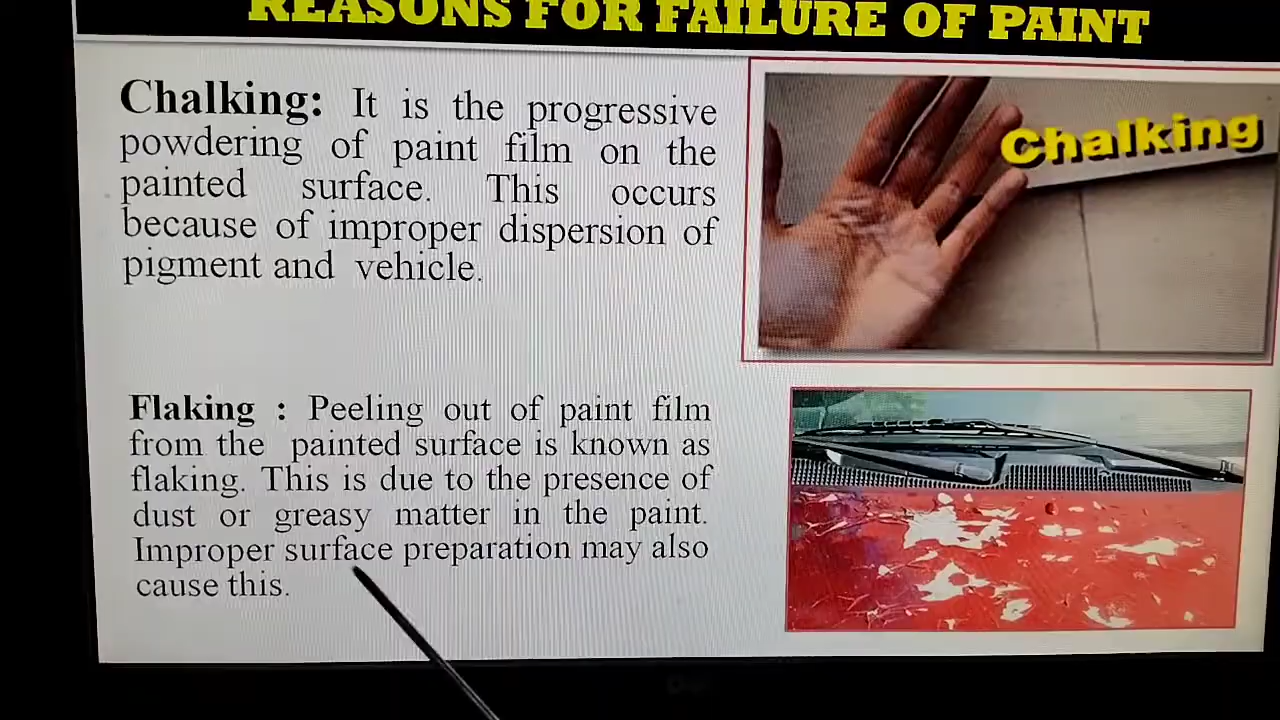 REASONS FOR FAILURE OF PAINT
Chalking: It is the progressive
powdering of paint film on the
painted surface. This occurs
because of improper dispersion of
pigment and vehicle.
Chalking
Flaking : Peeling out of paint film
from the painted surface is known as
flaking. This is due to the presence of
dust or greasy matter in the paint.
Improper surface preparation may also
cause this.